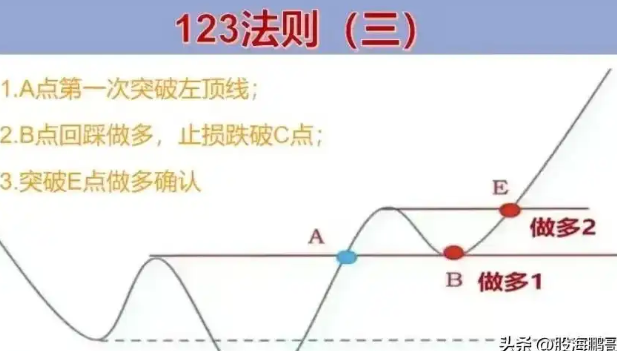 123法则（三）
1.A点第一次突破左顶线；
2.B点回踩做多，止损跌破C点；
3.突破E点做多确认
E
做多2
A
B 做多1
头条@股海鹏哥